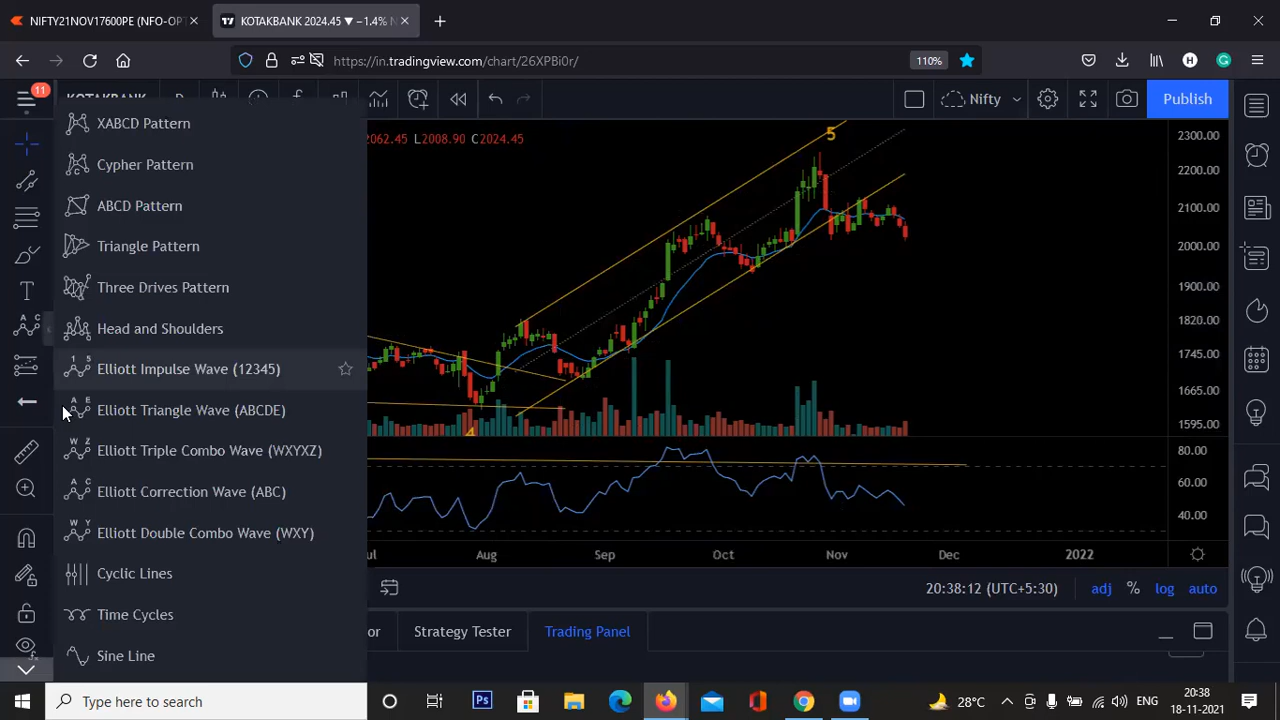 NIFTY21NOV17600PE (NFO-OPT
KOTAKBANK 2024.45 ▼ −1.4% N
https://in.tradingview.com/chart/26XPBi0r/
110%
11
KOTAKBANK
D
Nifty
Publish
XABCD Pattern
Cypher Pattern
ABCD Pattern
Triangle Pattern
Three Drives Pattern
Head and Shoulders
Elliott Impulse Wave (12345)
Elliott Triangle Wave (ABCDE)
Elliott Triple Combo Wave (WXYXZ)
Elliott Correction Wave (ABC)
Elliott Double Combo Wave (WXY)
Cyclic Lines
Time Cycles
Sine Line
2062.45 L2008.90 C2024.45
5
4
2300.00
2200.00
2100.00
2000.00
1900.00
1820.00
1745.00
1665.00
1595.00
80.00
60.00
40.00
Jul Aug Sep Oct Nov Dec 2022
20:38:12 (UTC+5:30) adj % log auto
or Strategy Tester Trading Panel
Type here to search
28°C
ENG
20:38
18-11-2021